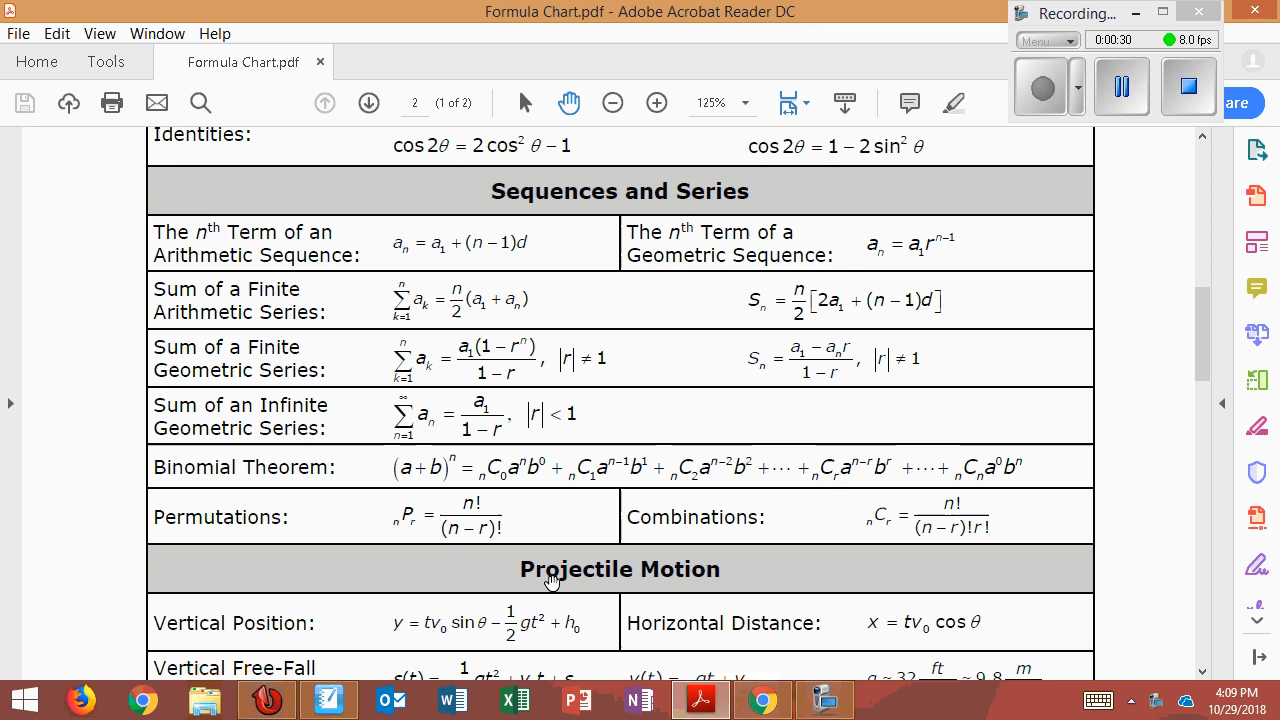 Formula Chart.pdf - Adobe Acrobat Reader DC
Recording...
File Edit View Window Help
Menu 0:00:30 8.0 fps
Home Tools Formula Chart.pdf ×
2 (1 of 2) 125%
are
Identities: cos 2θ = 2 cos² θ − 1 cos 2θ = 1 − 2 sin² θ
Sequences and Series
The nᵗʰ Term of an
Arithmetic Sequence: aₙ = a₁ + (n − 1)d
The nᵗʰ Term of a
Geometric Sequence: aₙ = a₁rⁿ⁻¹
Sum of a Finite
Arithmetic Series: ∑ₖ₌₁ⁿ aₖ = n/2 (a₁ + aₙ) Sₙ = n/2 [2a₁ + (n − 1)d]
Sum of a Finite
Geometric Series: ∑ₖ₌₁ⁿ aₖ = a₁(1 − rⁿ)/(1 − r), |r| ≠ 1 Sₙ = (a₁ − aₙr)/(1 − r), |r| ≠ 1
Sum of an Infinite
Geometric Series: ∑ₙ₌₁^∞ aₙ = a₁/(1 − r), |r| < 1
Binomial Theorem: (a + b)ⁿ = ₙC₀aⁿb⁰ + ₙC₁aⁿ⁻¹b¹ + ₙC₂aⁿ⁻²b² + ⋯ + ₙCᵣaⁿ⁻ʳbʳ + ⋯ + ₙCₙa⁰bⁿ
Permutations: ₙPᵣ = n!/(n − r)! Combinations: ₙCᵣ = n!/((n − r)!r!)
Projectile Motion
Vertical Position: y = tv₀ sin θ − 1/2 gt² + h₀ Horizontal Distance: x = tv₀ cos θ
Vertical Free-Fall
4:09 PM
10/29/2018